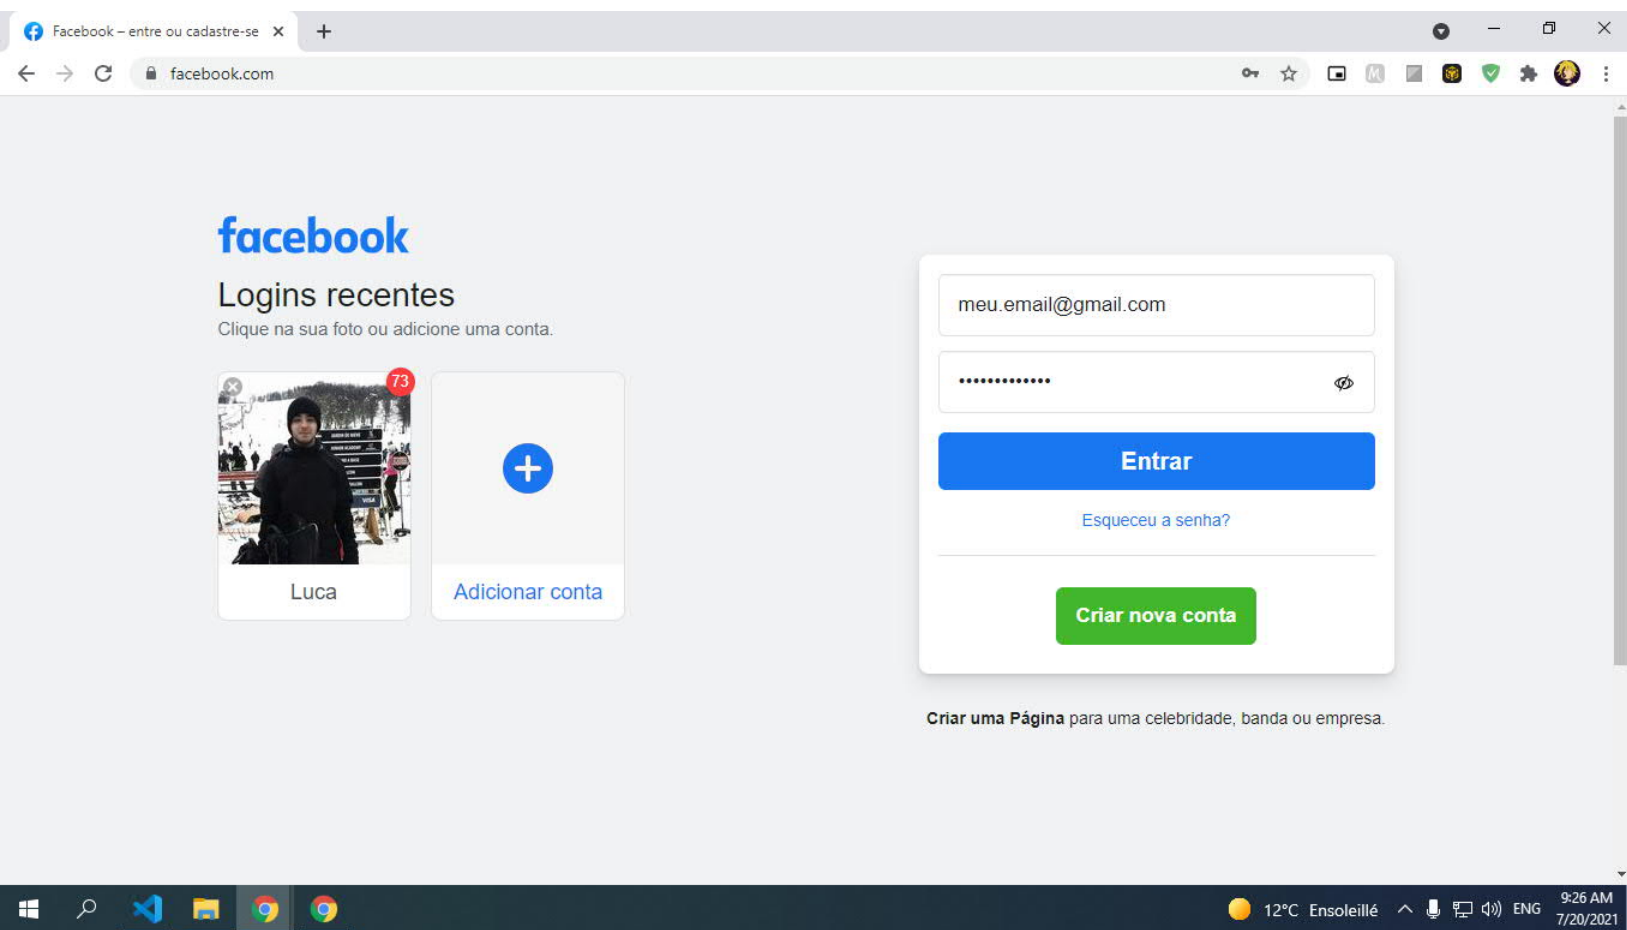 Facebook – entre ou cadastre-se
facebook.com
facebook
Logins recentes
Clique na sua foto ou adicione uma conta.
73
VISA
Luca
Adicionar conta
meu.email@gmail.com
•••••••••••••
Entrar
Esqueceu a senha?
Criar nova conta
Criar uma Página para uma celebridade, banda ou empresa.
12°C Ensoleillé
ENG
9:26 AM
7/20/2021